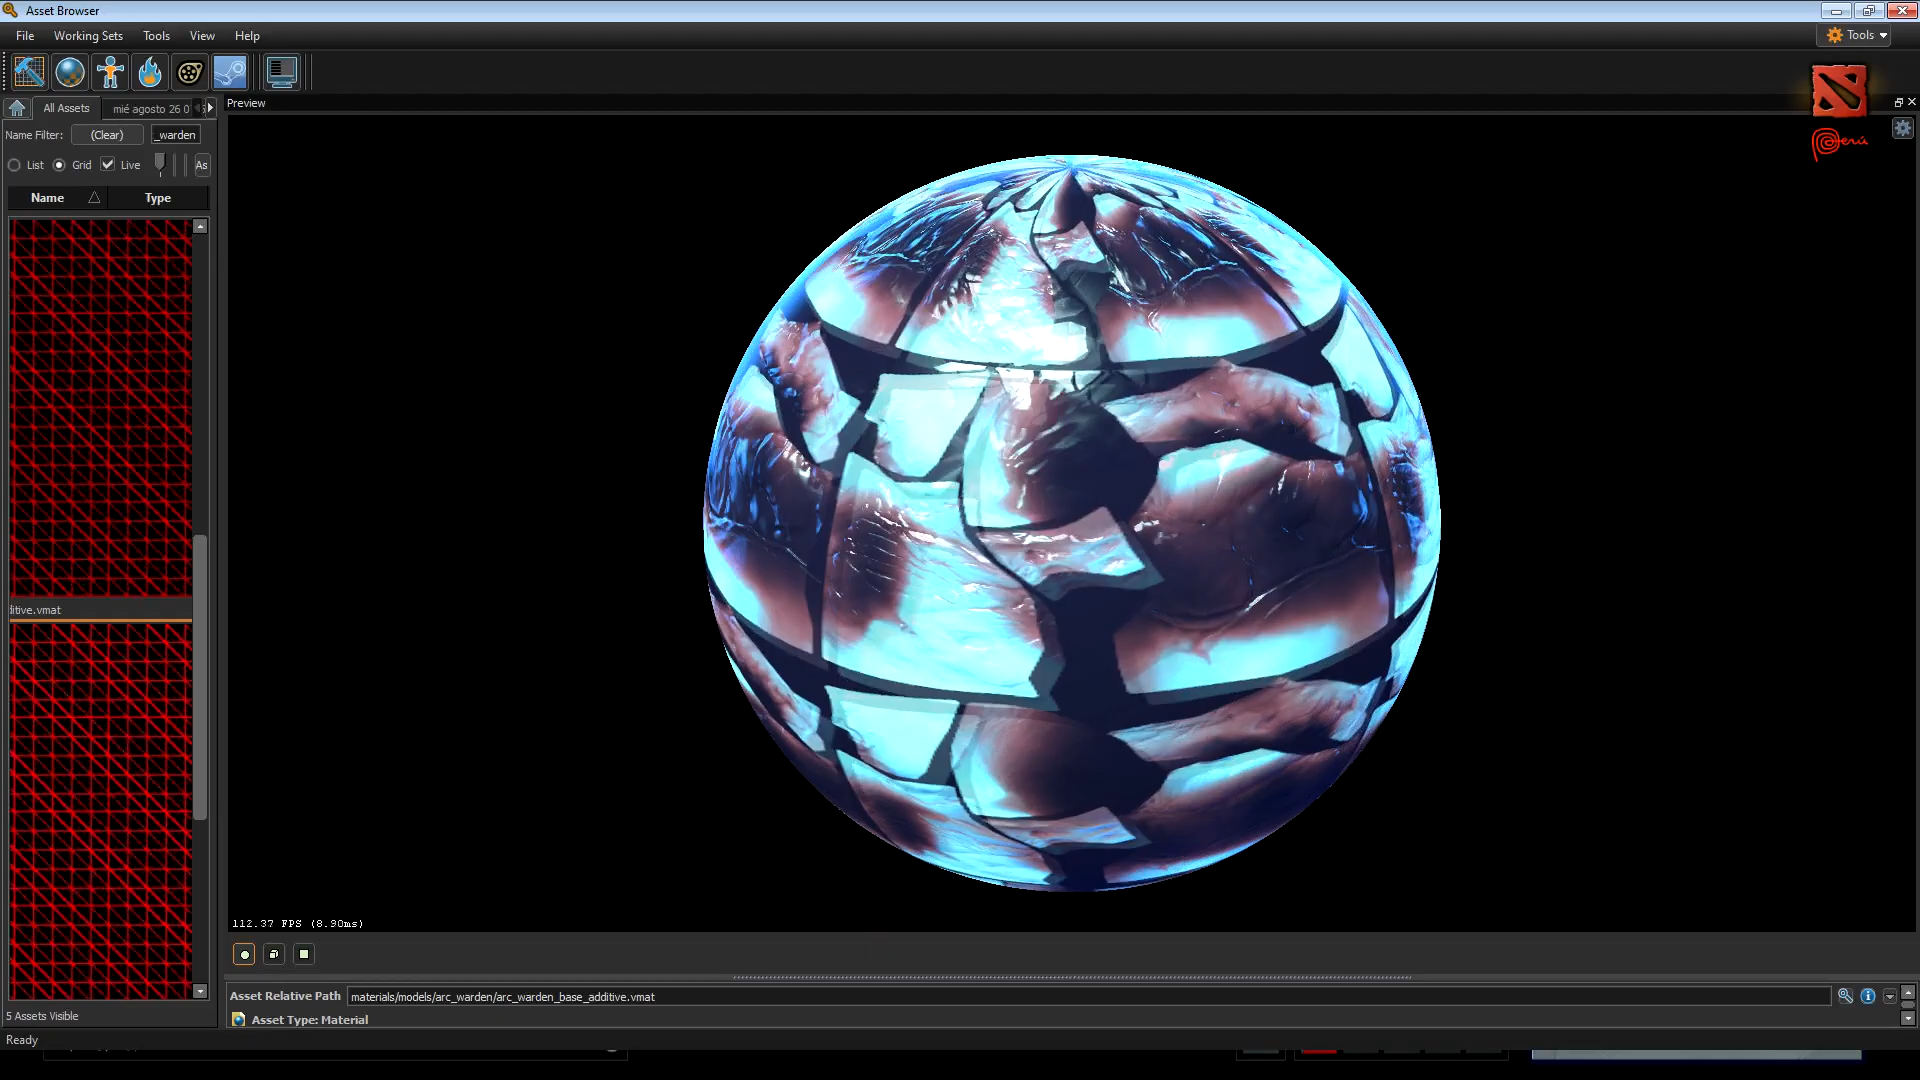 Asset Browser
File Working Sets Tools View Help
Tools
All Assets
mié agosto 26 0
Preview
Name Filter: (Clear) _warden
List Grid Live As
Name Type
Perú
litive.vmat
112.37 FPS (8.90ms)
Asset Relative Path materials/models/arc_warden/arc_warden_base_additive.vmat
Asset Type: Material
5 Assets Visible
Ready